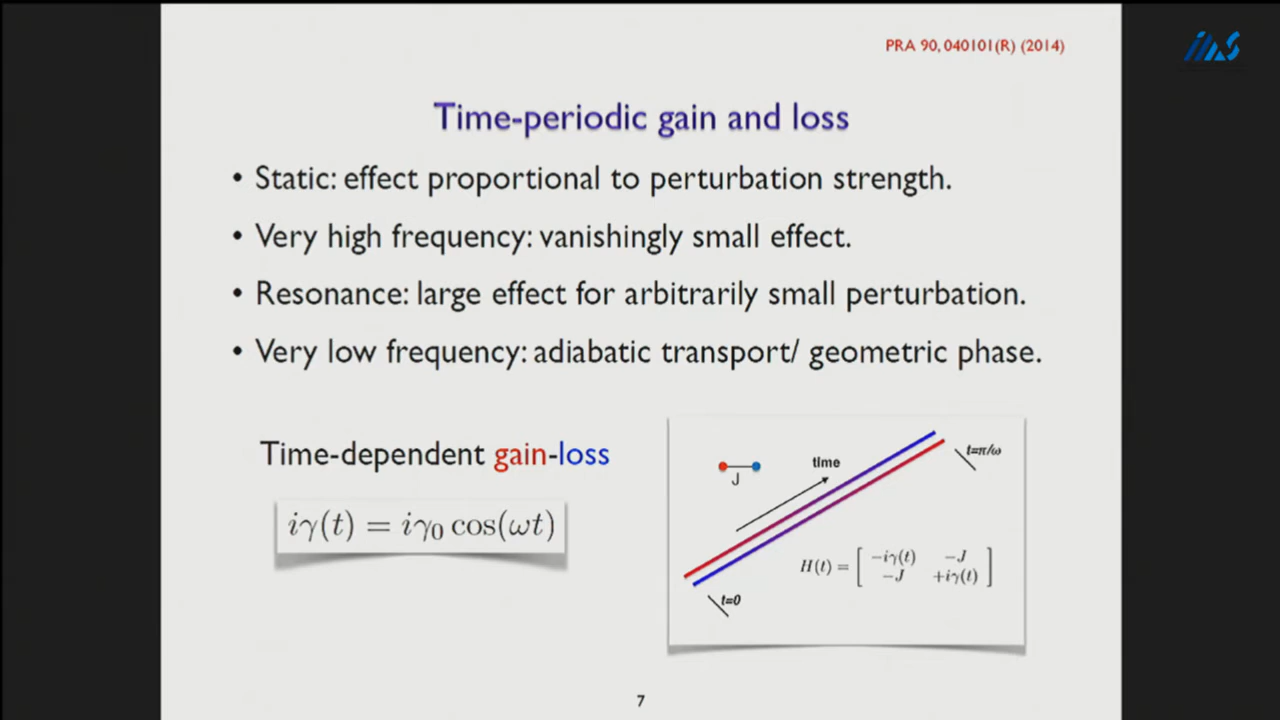 PRA 90, 040101(R) (2014)
Time-periodic gain and loss
• Static: effect proportional to perturbation strength.
• Very high frequency: vanishingly small effect.
• Resonance: large effect for arbitrarily small perturbation.
• Very low frequency: adiabatic transport/ geometric phase.
Time-dependent gain-loss
iγ(t) = iγ₀ cos(ωt)
J
time
t=π/ω
H(t) = [ −iγ(t) −J
−J +iγ(t) ]
t=0
7